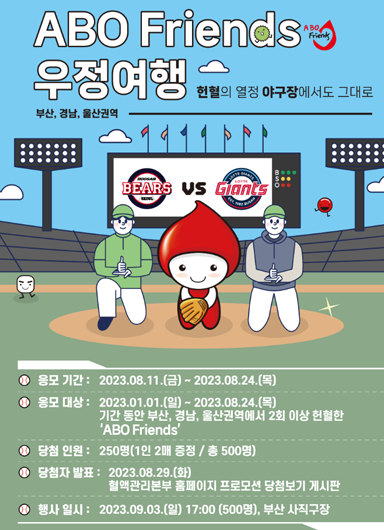 ABO Friends
ABO
Friends
우정여행
헌혈의 열정 야구장에서도 그대로
부산, 경남, 울산권역
DOOSAN
BEARS
SEOUL
VS
LOTTE GIANTS
Giants
B
S
O
응모 기간 : 2023.08.11.(금) ~ 2023.08.24.(목)
응모 대상 : 2023.01.01.(일) ~ 2023.08.24.(목)
기간 동안 부산, 경남, 울산권역에서 2회 이상 헌혈한
‘ABO Friends’
당첨 인원 : 250명(1인 2매 증정 / 총 500명)
당첨자 발표 : 2023.08.29.(화)
혈액관리본부 홈페이지 프로모션 당첨보기 게시판
행사 일시 : 2023.09.03.(일) 17:00 (500명), 부산 사직구장